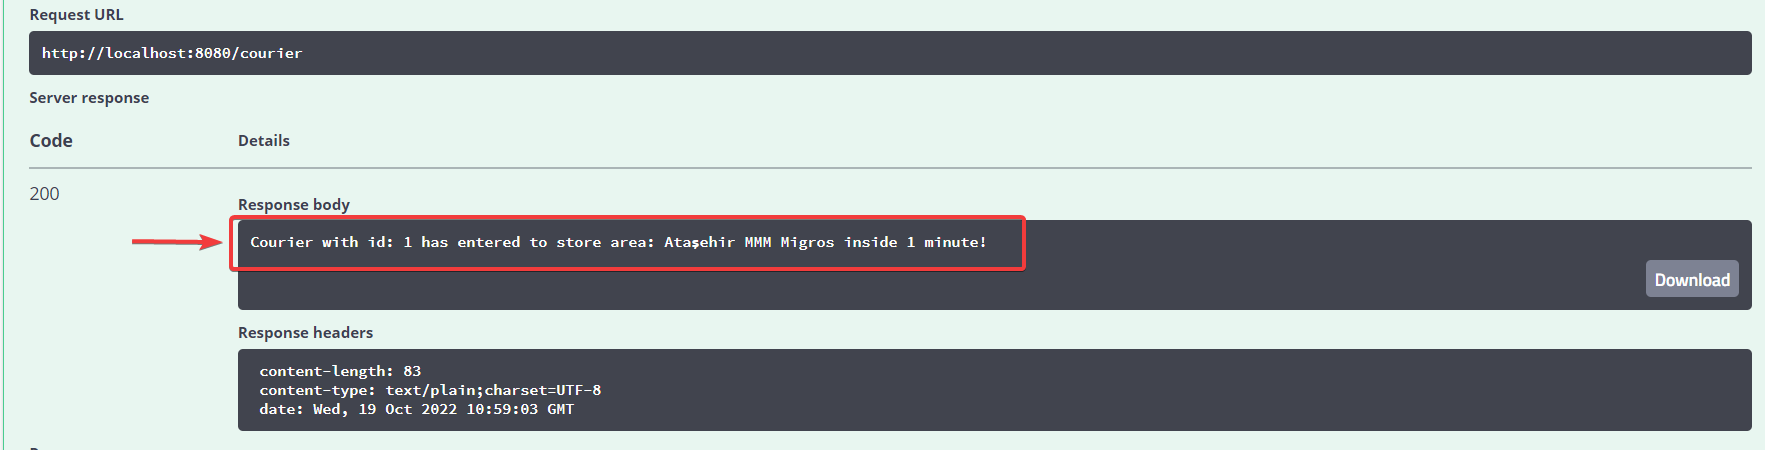 Request URL
http://localhost:8080/courier
Server response
Code Details
200
Response body
Courier with id: 1 has entered to store area: Ataşehir MMM Migros inside 1 minute!
Download
Response headers
content-length: 83
content-type: text/plain;charset=UTF-8
date: Wed, 19 Oct 2022 10:59:03 GMT